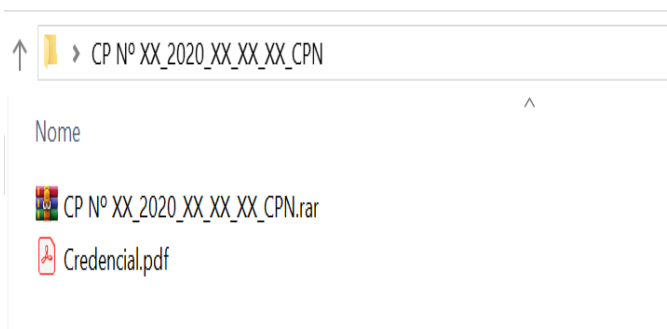 CP Nº XX_2020_XX_XX_XX_CPN
Nome
CP Nº XX_2020_XX_XX_XX_CPN.rar
Credencial.pdf